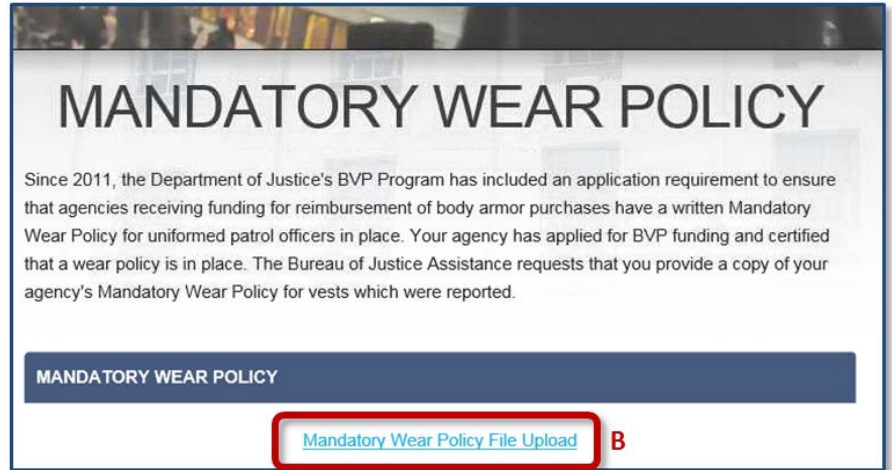 MANDATORY WEAR POLICY
Since 2011, the Department of Justice's BVP Program has included an application requirement to ensure
that agencies receiving funding for reimbursement of body armor purchases have a written Mandatory
Wear Policy for uniformed patrol officers in place. Your agency has applied for BVP funding and certified
that a wear policy is in place. The Bureau of Justice Assistance requests that you provide a copy of your
agency's Mandatory Wear Policy for vests which were reported.
MANDATORY WEAR POLICY
Mandatory Wear Policy File Upload B